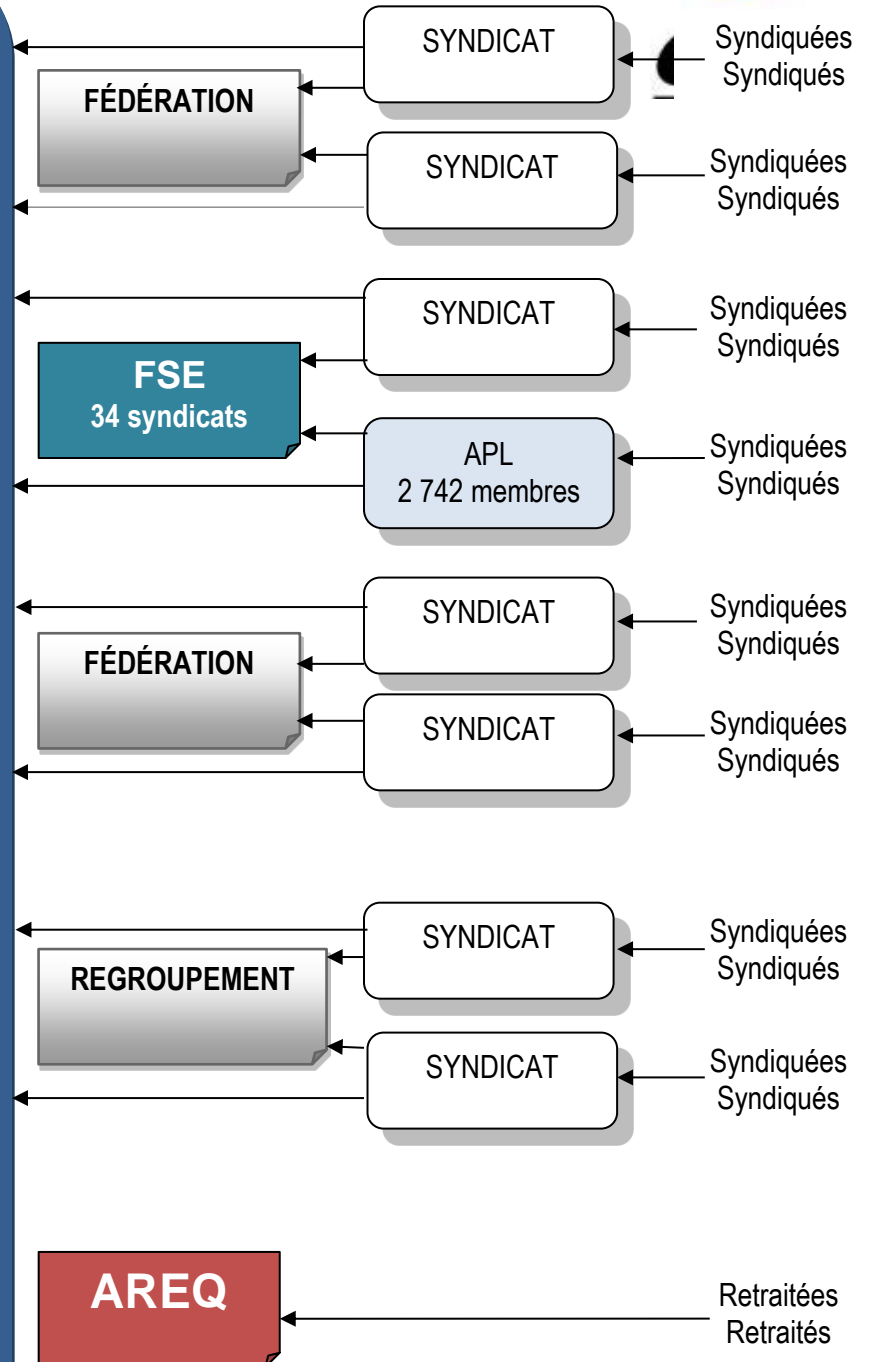 SYNDICAT
Syndiquées
Syndiqués
FÉDÉRATION
SYNDICAT
Syndiquées
Syndiqués
SYNDICAT
Syndiquées
Syndiqués
FSE
34 syndicats
APL
2 742 membres
Syndiquées
Syndiqués
SYNDICAT
Syndiquées
Syndiqués
FÉDÉRATION
SYNDICAT
Syndiquées
Syndiqués
SYNDICAT
Syndiquées
Syndiqués
REGROUPEMENT
SYNDICAT
Syndiquées
Syndiqués
AREQ
Retraitées
Retraités